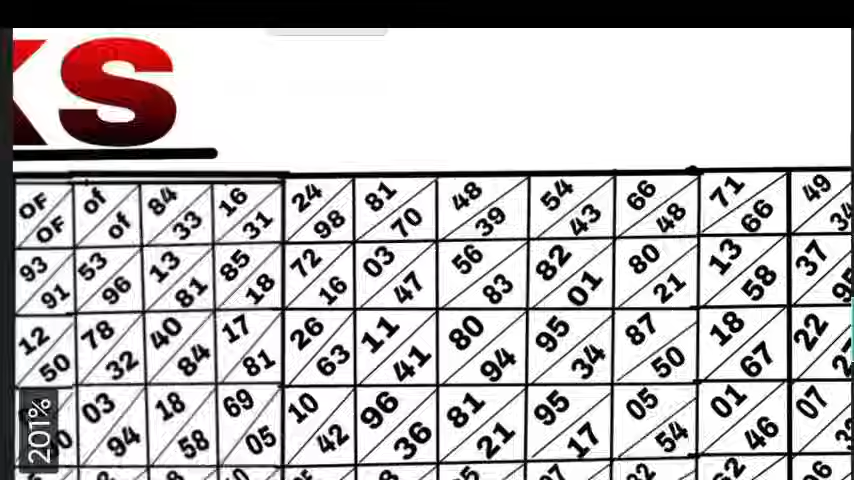 KS
OF OF of of 84 33 16 31 24 98 81 70 48 39 54 43 66 48 71 66 49 34
93 91 53 96 13 81 85 18 72 16 03 47 56 83 82 01 80 21 13 58 37 95
12 50 78 32 40 84 17 81 26 63 11 41 80 94 95 34 87 50 18 67 22
03 94 18 58 69 05 10 42 96 36 81 21 95 17 05 54 01 46 07
201%